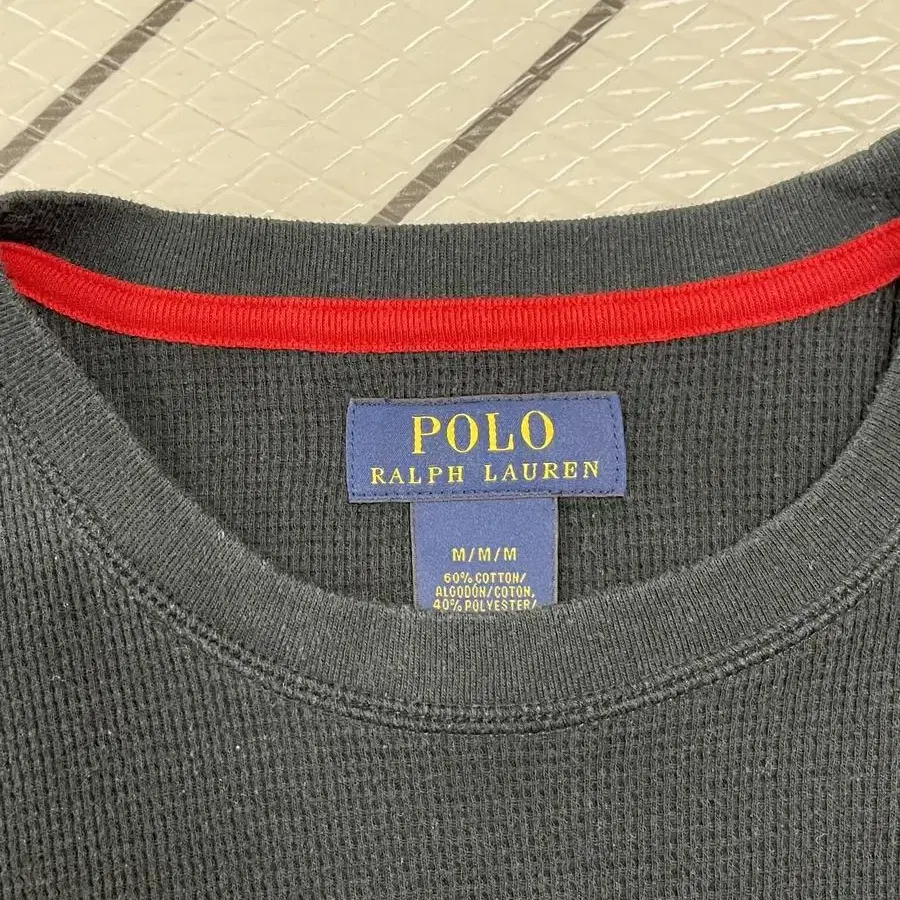 POLO
RALPH LAUREN
M/M/M
60% COTTON/
ALGODÓN/COTON,
40% POLYESTER/